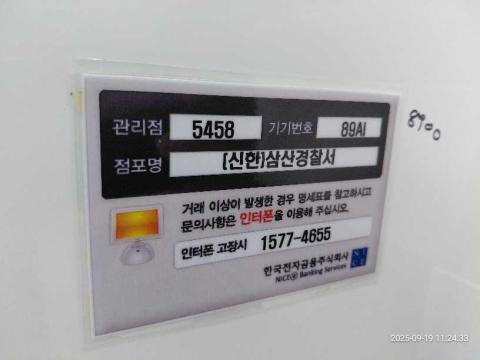 관리점 5458 기기번호 89AI
점포명 [신한]삼산경찰서
거래 이상이 발생한 경우 명세표를 참고하시고
문의사항은 인터폰을 이용해 주십시오.
인터폰 고장시 1577-4655
한국전자금융주식회사
NICE Banking Services
NICE
8900
2025-09-19 11:24:33